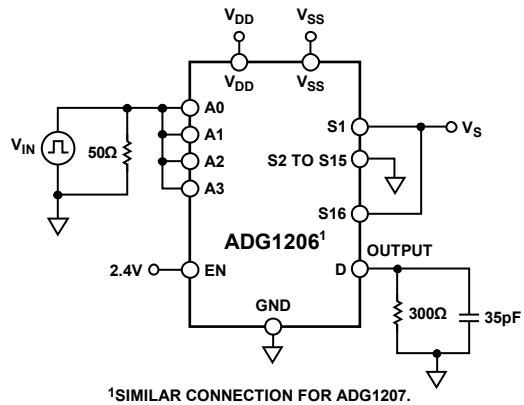 VDD VSS
VDD VSS
A0
A1
A2
A3
VIN
50Ω
S1
VS
S2 TO S15
S16
ADG1206¹
OUTPUT
2.4V
EN
D
GND
300Ω
35pF
¹SIMILAR CONNECTION FOR ADG1207.